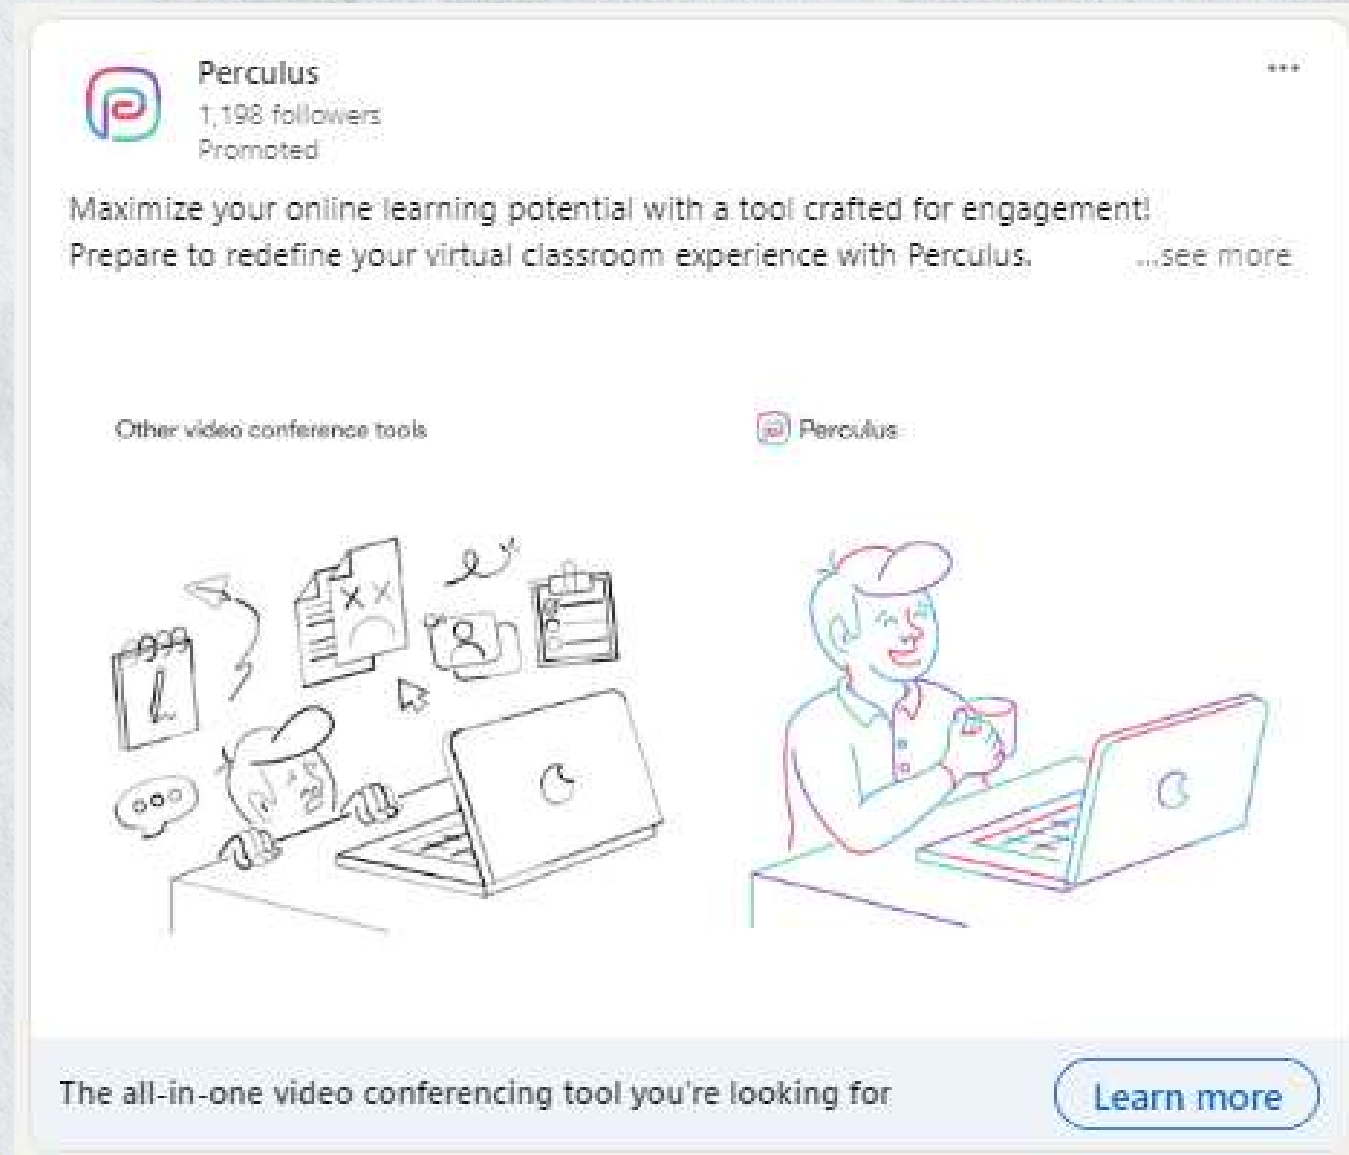 Perculus
1,198 followers
Promoted
Maximize your online learning potential with a tool crafted for engagement!
Prepare to redefine your virtual classroom experience with Perculus.
...see more
Other video conference tools
Perculus
The all-in-one video conferencing tool you're looking for
Learn more